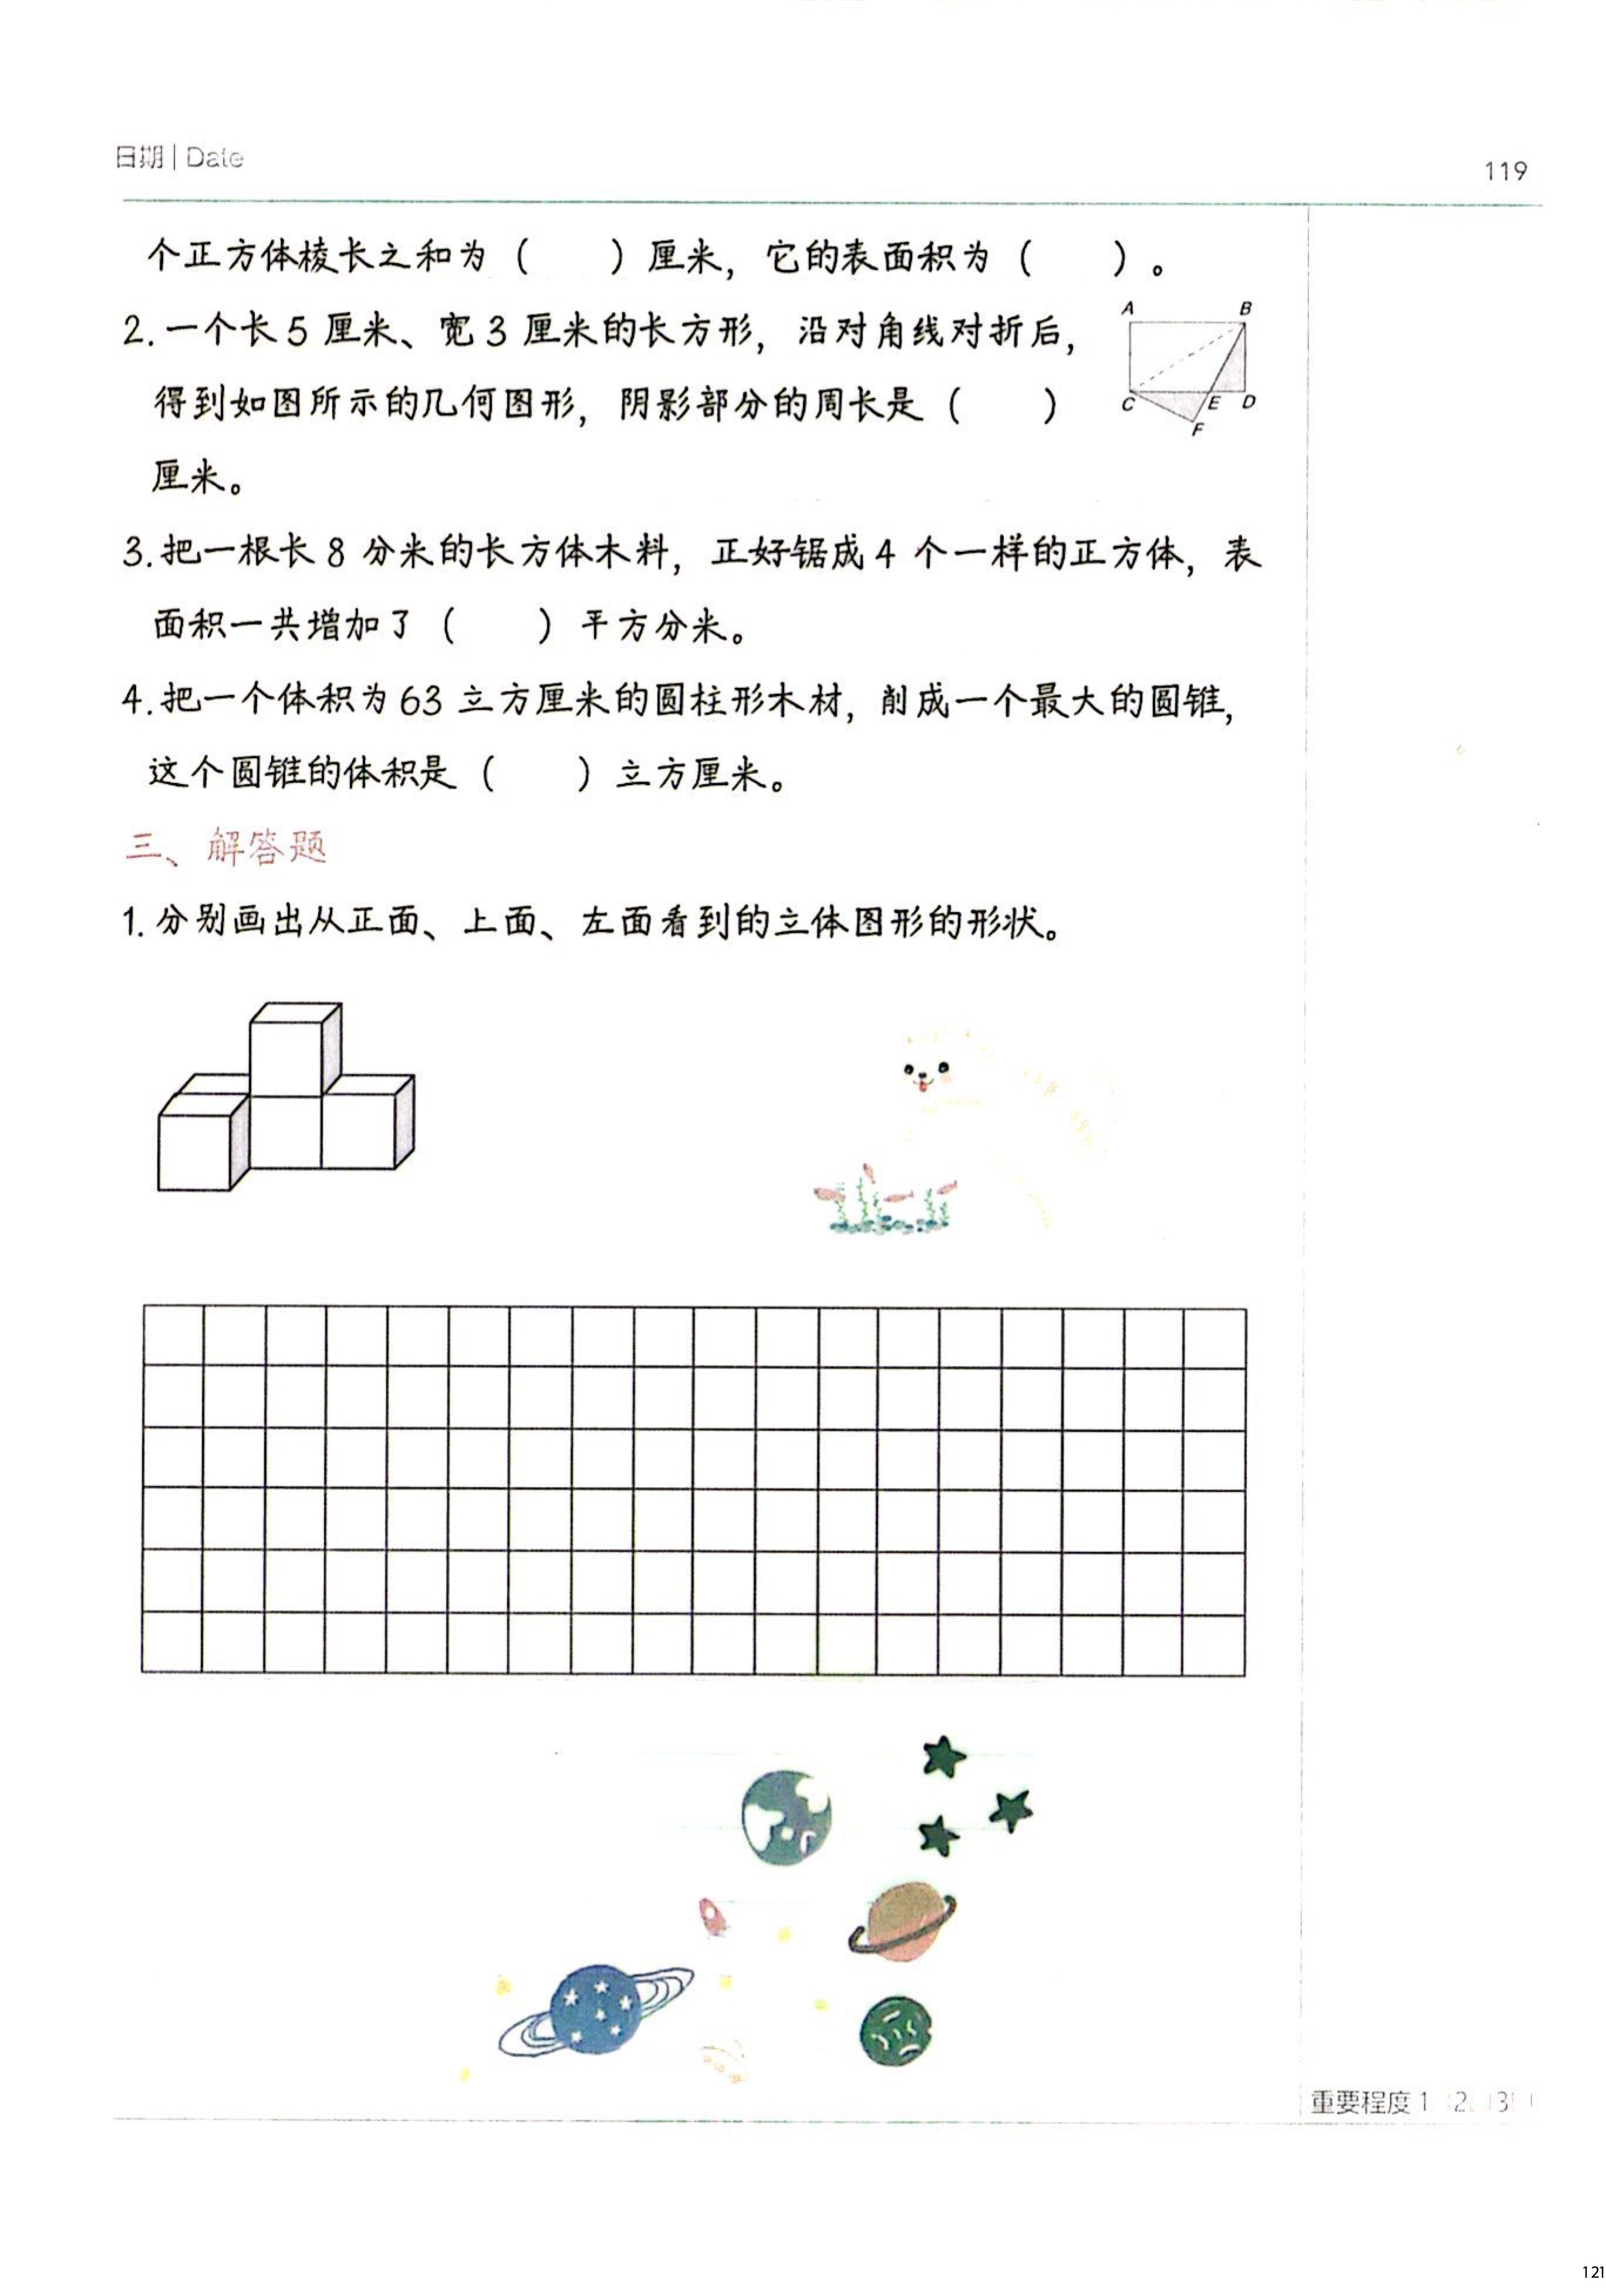 日期 | Date
119
个正方体棱长之和为（　　）厘米，它的表面积为（　　）。
2. 一个长 5 厘米、宽 3 厘米的长方形，沿对角线对折后，
得到如图所示的几何图形，阴影部分的周长是（　　）
厘米。
A B
C E D
F
3. 把一根长 8 分米的长方体木料，正好锯成 4 个一样的正方体，表
面积一共增加了（　　）平方分米。
4. 把一个体积为 63 立方厘米的圆柱形木材，削成一个最大的圆锥，
这个圆锥的体积是（　　）立方厘米。
三、解答题
1. 分别画出从正面、上面、左面看到的立体图形的形状。
重要程度 1 2 3
121